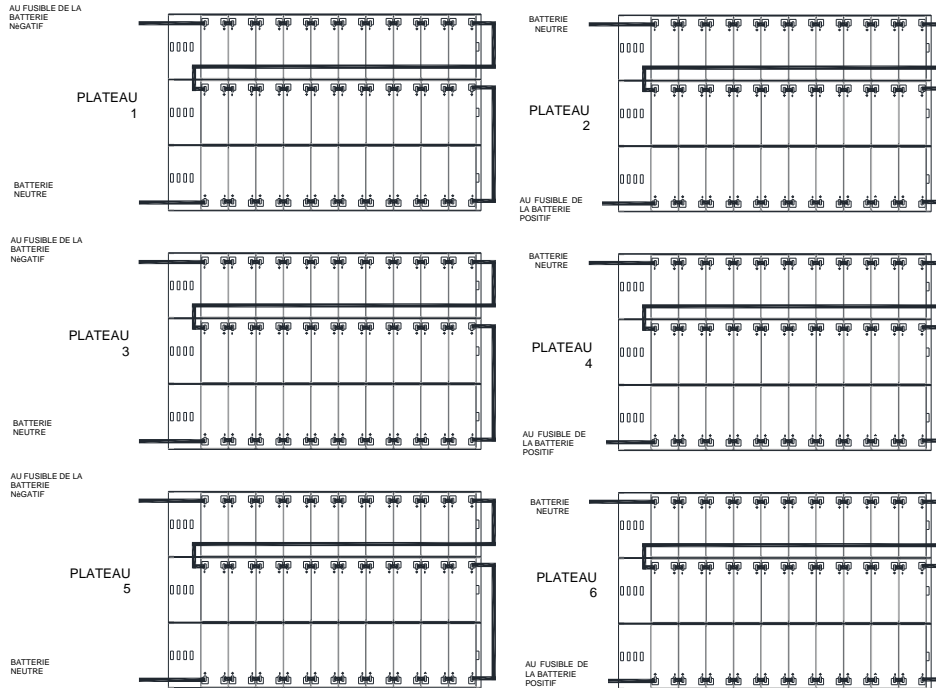 AU FUSIBLE DE LA
BATTERIE
NèGATIF
PLATEAU
1
BATTERIE
NEUTRE
BATTERIE
NEUTRE
PLATEAU
2
AU FUSIBLE DE
LA BATTERIE
POSITIF
AU FUSIBLE DE LA
BATTERIE
NèGATIF
PLATEAU
3
BATTERIE
NEUTRE
BATTERIE
NEUTRE
PLATEAU
4
AU FUSIBLE DE
LA BATTERIE
POSITIF
AU FUSIBLE DE LA
BATTERIE
NèGATIF
PLATEAU
5
BATTERIE
NEUTRE
BATTERIE
NEUTRE
PLATEAU
6
AU FUSIBLE DE
LA BATTERIE
POSITIF